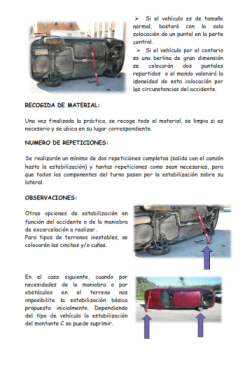 ➢ Si el vehículo es de tamaño
normal, bastará con la sola
colocación de un puntal en la parte
central.
➢ Si el vehículo por el contario
es una berlina de gran dimensión
se colocarán dos puntales
repartidos o el mando valorará la
idoneidad de esta colocación por
las circunstancias del accidente.
RECOGIDA DE MATERIAL:
Una vez finalizada la práctica, se recoge todo el material, se limpia si es
necesario y se ubica en su lugar correspondiente.
NUMERO DE REPETICIONES:
Se realizarán un mínimo de dos repeticiones completas (salida con el camión
hasta la estabilización) y tantas repeticiones como sean necesarias, para
que todos los componentes del turno pasen por la estabilización sobre su
lateral.
OBSERVACIONES:
Otras opciones de estabilización en
función del accidente o de la maniobra
de excarcelación a realizar.
Para tipos de terrenos inestables, se
colocarán las cinchas y/o cuñas.
En el caso siguiente, cuando por
necesidades de la maniobra o por
obstáculos en el terreno nos
imposibilite la estabilización básica
propuesta inicialmente. Dependiendo
del tipo de vehículo la estabilización
del montante C se puede suprimir.